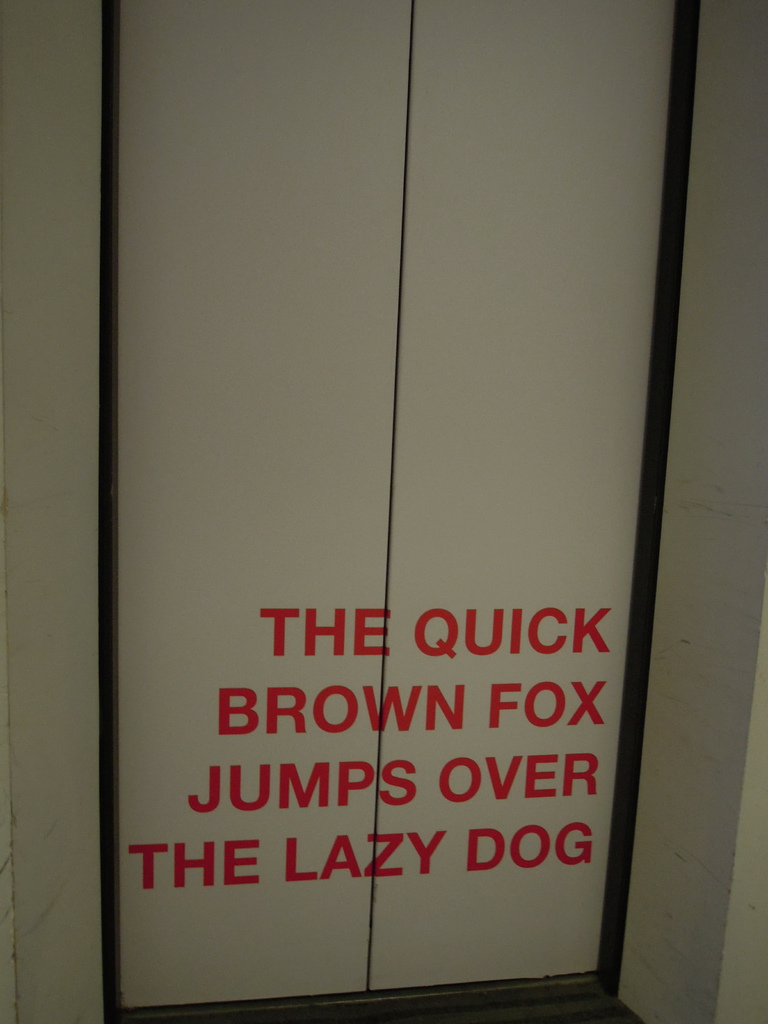 THE QUICK
BROWN FOX
JUMPS OVER
THE LAZY DOG